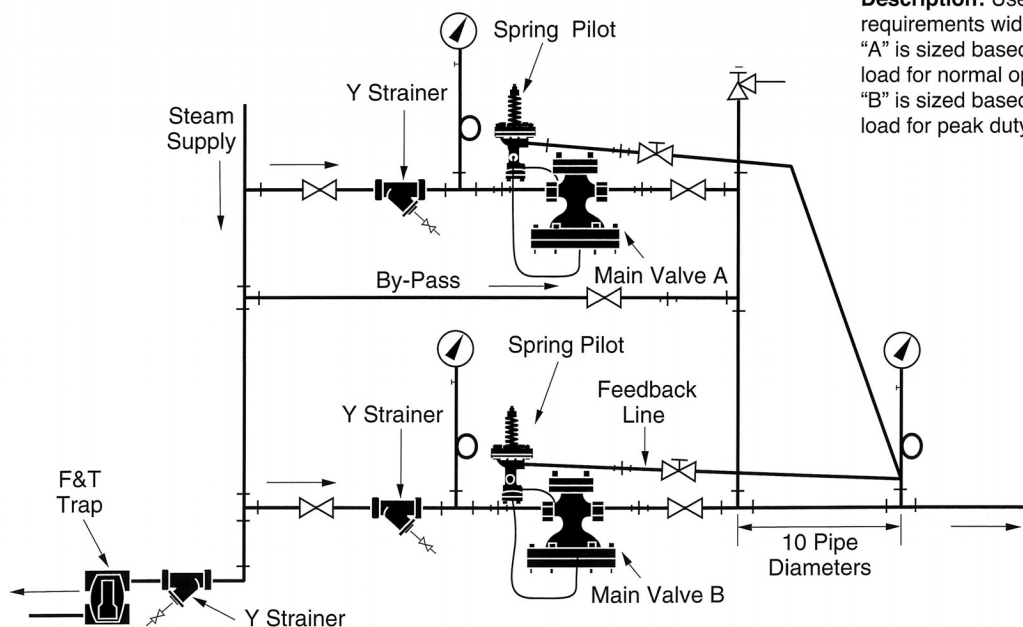 Description: Use
requirements wid
“A” is sized based
load for normal op
“B” is sized based
load for peak duty
Spring Pilot
Y Strainer
Steam
Supply
Main Valve A
By-Pass
Spring Pilot
Y Strainer
Feedback
Line
F&T
Trap
10 Pipe
Diameters
Main Valve B
Y Strainer